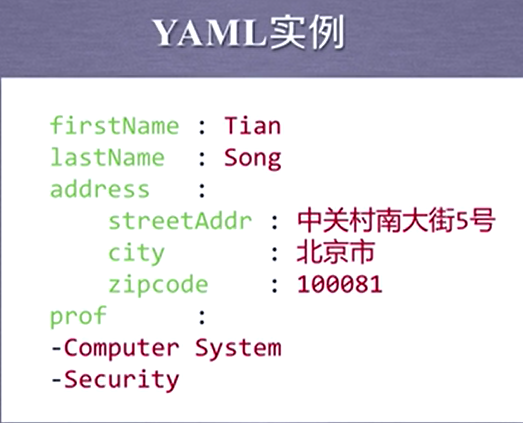 YAML实例
firstName : Tian
lastName  : Song
address   :
    streetAddr : 中关村南大街5号
    city       : 北京市
    zipcode    : 100081
prof      :
-Computer System
-Security